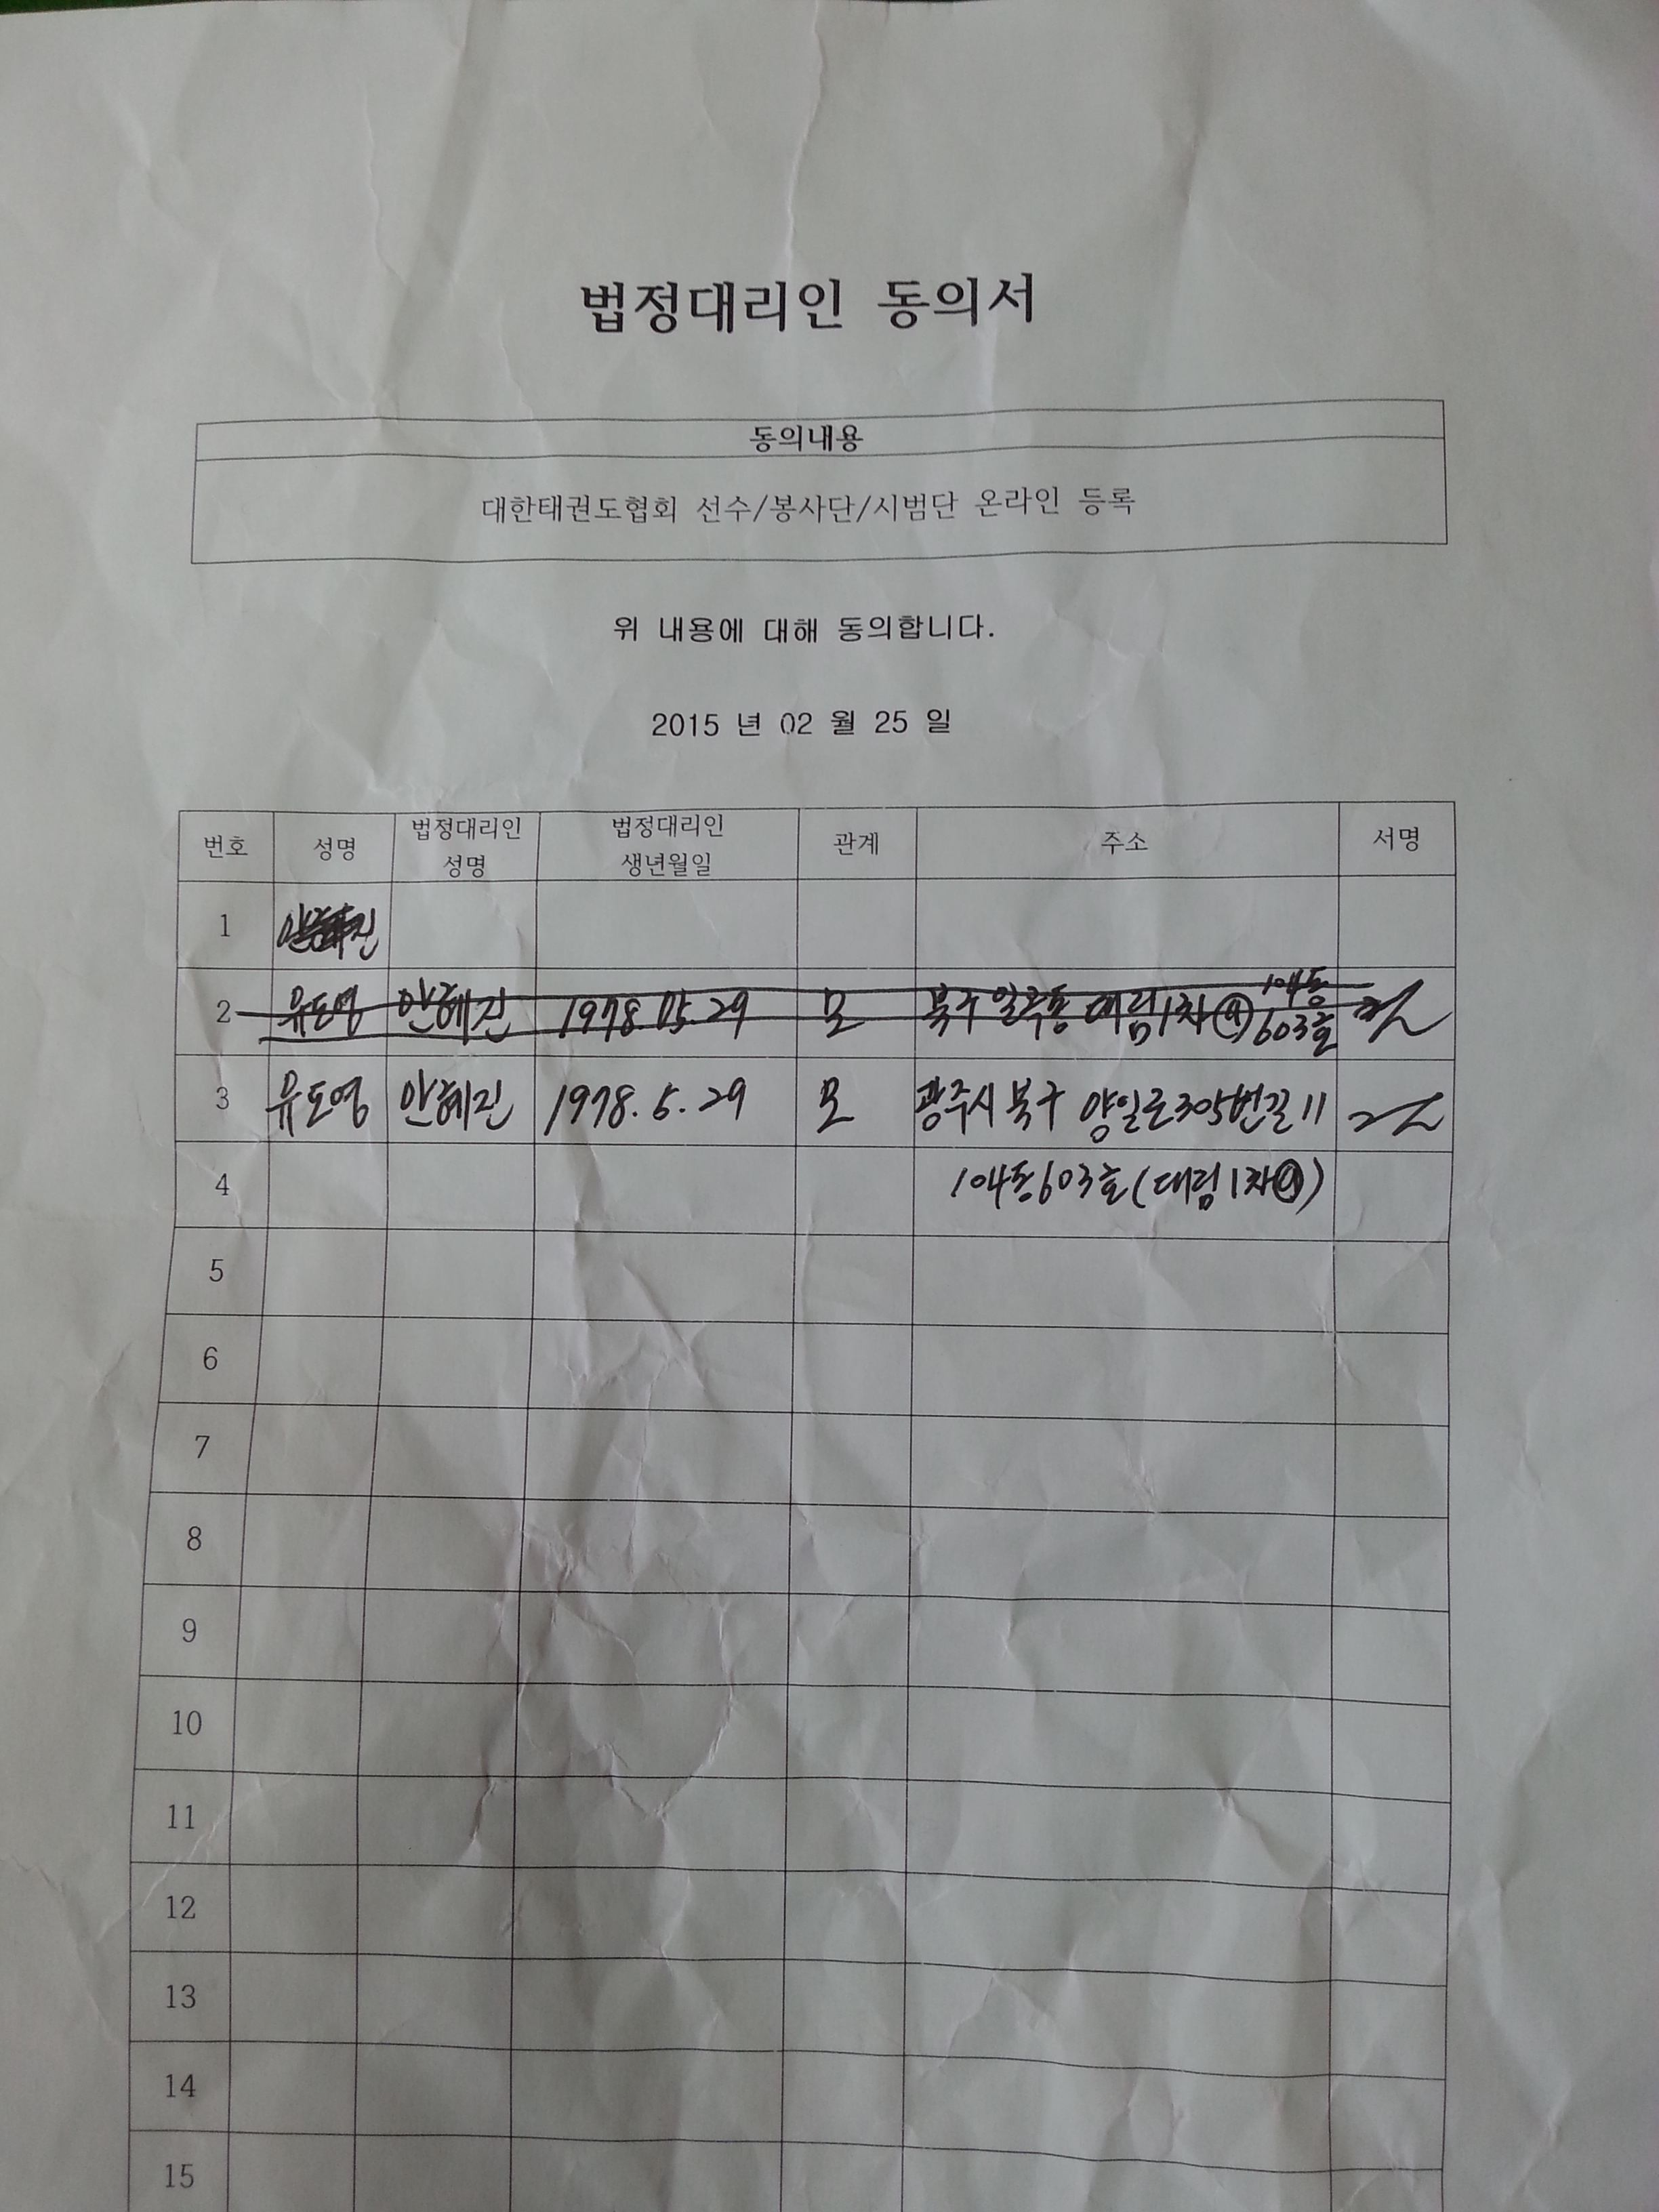 법정대리인 동의서
동의내용
대한태권도협회 선수/봉사단/시범단 온라인 등록
위 내용에 대해 동의합니다.
2015 년 02 월 25 일
번호 성명 법정대리인 성명 법정대리인 생년월일 관계 주소 서명
1 안혜진
2 유도영 안혜진 1978.05.29 모 북구 일곡동 대림1차 104동 603호
3 유도영 안혜진 1978. 5. 29 모 광주시 북구 양일로305번길 11
4 104동 603호 (대림1차)
5
6
7
8
9
10
11
12
13
14
15